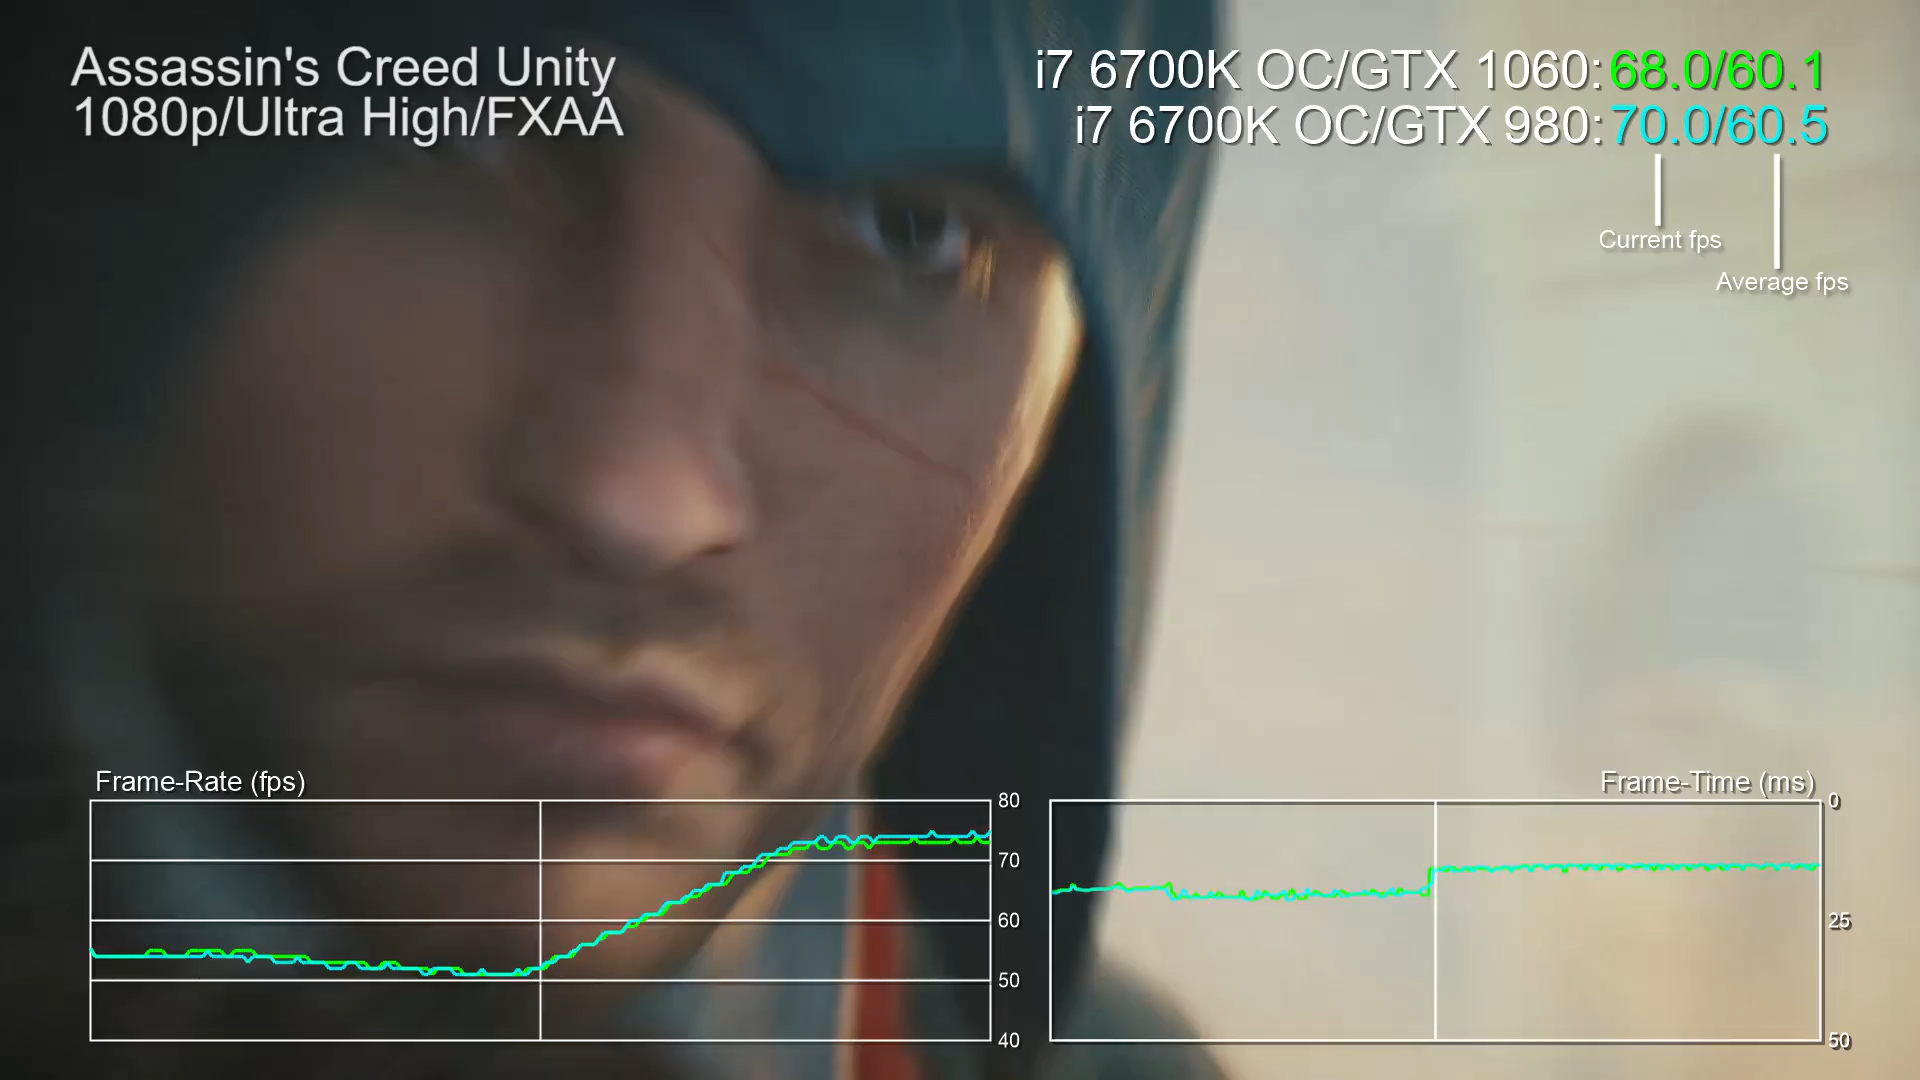 Assassin's Creed Unity
1080p/Ultra High/FXAA
i7 6700K OC/GTX 1060: 68.0/60.1
i7 6700K OC/GTX 980: 70.0/60.5
Current fps
Average fps
Frame-Rate (fps)
80
70
60
50
40
Frame-Time (ms)
0
25
50